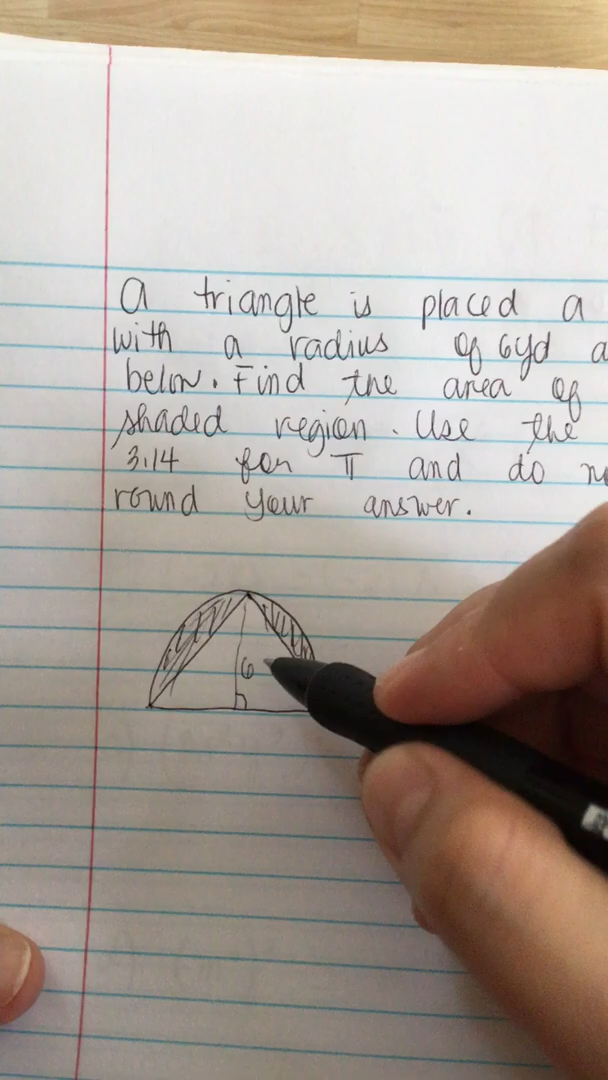 a triangle is placed a
with a radius of 6yd a
below. Find the area of
shaded region. Use the
3.14 for π and do
round your answer.
6